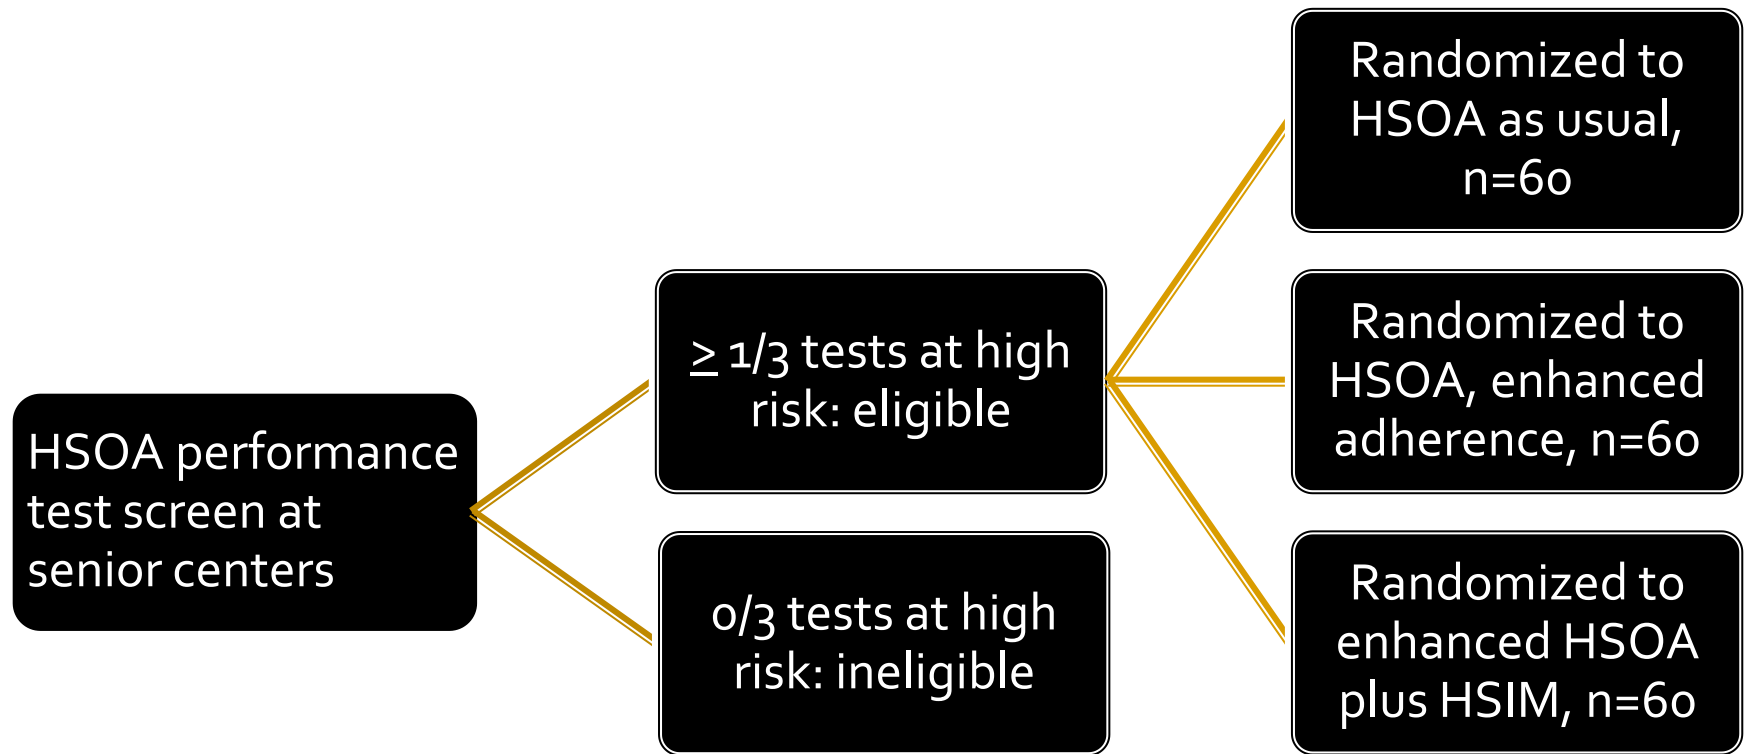 HSOA performance
test screen at
senior centers
≥ 1/3 tests at high
risk: eligible
0/3 tests at high
risk: ineligible
Randomized to
HSOA as usual,
n=60
Randomized to
HSOA, enhanced
adherence, n=60
Randomized to
enhanced HSOA
plus HSIM, n=60